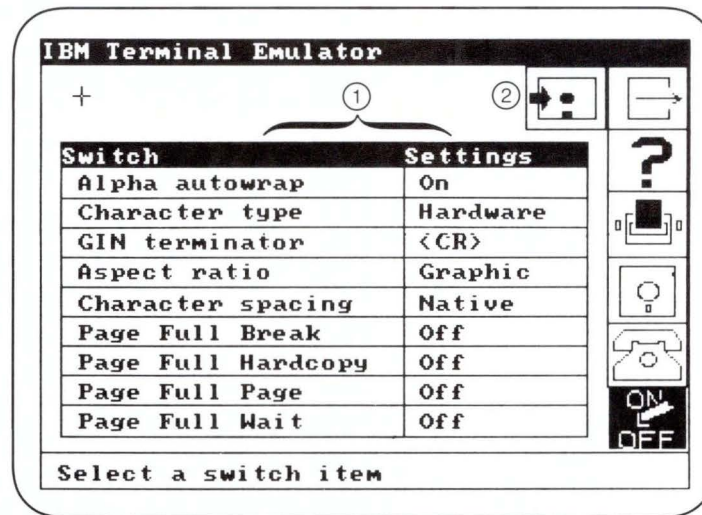 IBM Terminal Emulator
①
②
Switch Settings
Alpha autowrap On
Character type Hardware
GIN terminator <CR>
Aspect ratio Graphic
Character spacing Native
Page Full Break Off
Page Full Hardcopy Off
Page Full Page Off
Page Full Wait Off
?
ON
OFF
Select a switch item